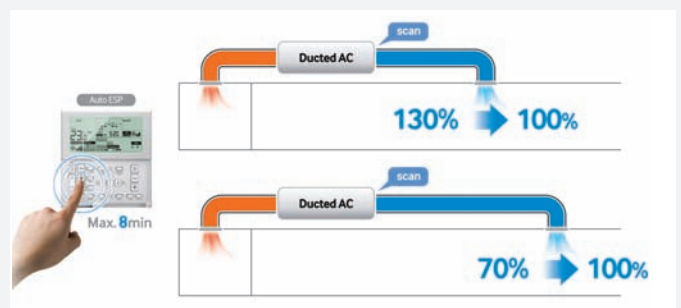 scan
Ducted AC
Auto ESP
130% 100%
Max. 8min
scan
Ducted AC
70% 100%